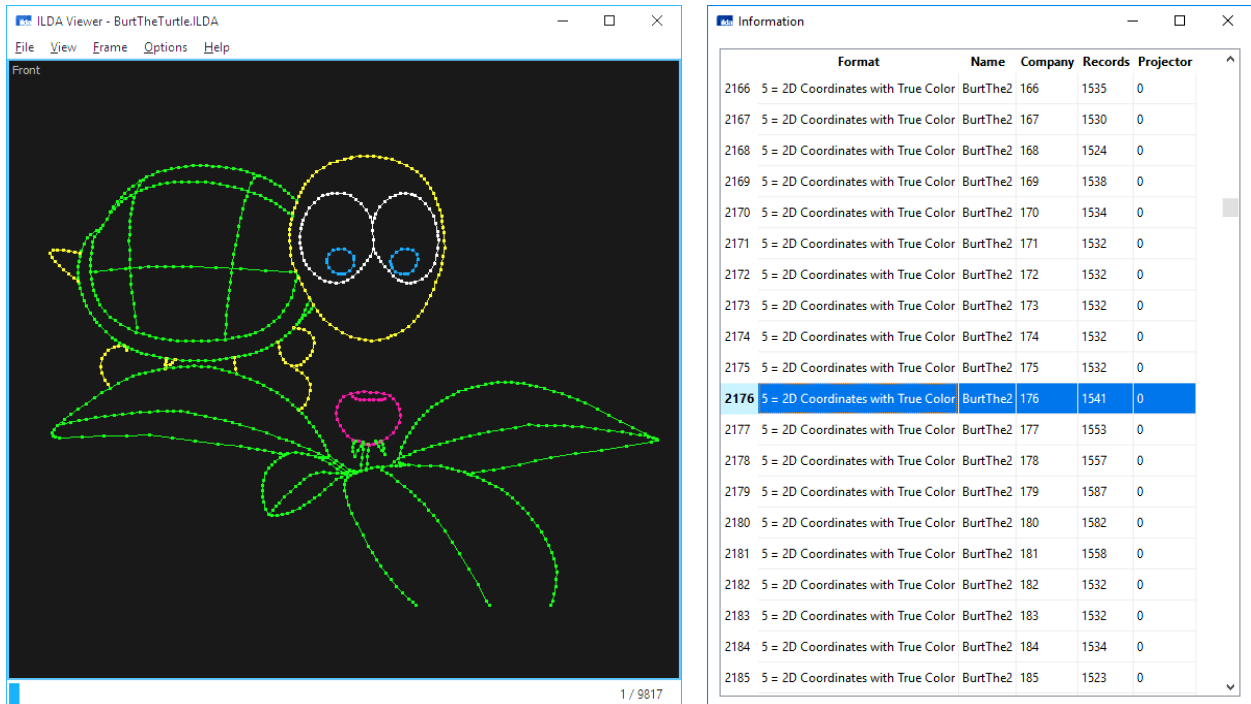 ILDA Viewer - BurtTheTurtle.ILDA
File View Frame Options Help
Front
1 / 9817
Information
Format Name Company Records Projector
2166 5 = 2D Coordinates with True Color BurtThe2 166 1535 0
2167 5 = 2D Coordinates with True Color BurtThe2 167 1530 0
2168 5 = 2D Coordinates with True Color BurtThe2 168 1524 0
2169 5 = 2D Coordinates with True Color BurtThe2 169 1538 0
2170 5 = 2D Coordinates with True Color BurtThe2 170 1534 0
2171 5 = 2D Coordinates with True Color BurtThe2 171 1532 0
2172 5 = 2D Coordinates with True Color BurtThe2 172 1532 0
2173 5 = 2D Coordinates with True Color BurtThe2 173 1532 0
2174 5 = 2D Coordinates with True Color BurtThe2 174 1532 0
2175 5 = 2D Coordinates with True Color BurtThe2 175 1532 0
2176 5 = 2D Coordinates with True Color BurtThe2 176 1541 0
2177 5 = 2D Coordinates with True Color BurtThe2 177 1553 0
2178 5 = 2D Coordinates with True Color BurtThe2 178 1557 0
2179 5 = 2D Coordinates with True Color BurtThe2 179 1587 0
2180 5 = 2D Coordinates with True Color BurtThe2 180 1582 0
2181 5 = 2D Coordinates with True Color BurtThe2 181 1558 0
2182 5 = 2D Coordinates with True Color BurtThe2 182 1532 0
2183 5 = 2D Coordinates with True Color BurtThe2 183 1532 0
2184 5 = 2D Coordinates with True Color BurtThe2 184 1534 0
2185 5 = 2D Coordinates with True Color BurtThe2 185 1523 0